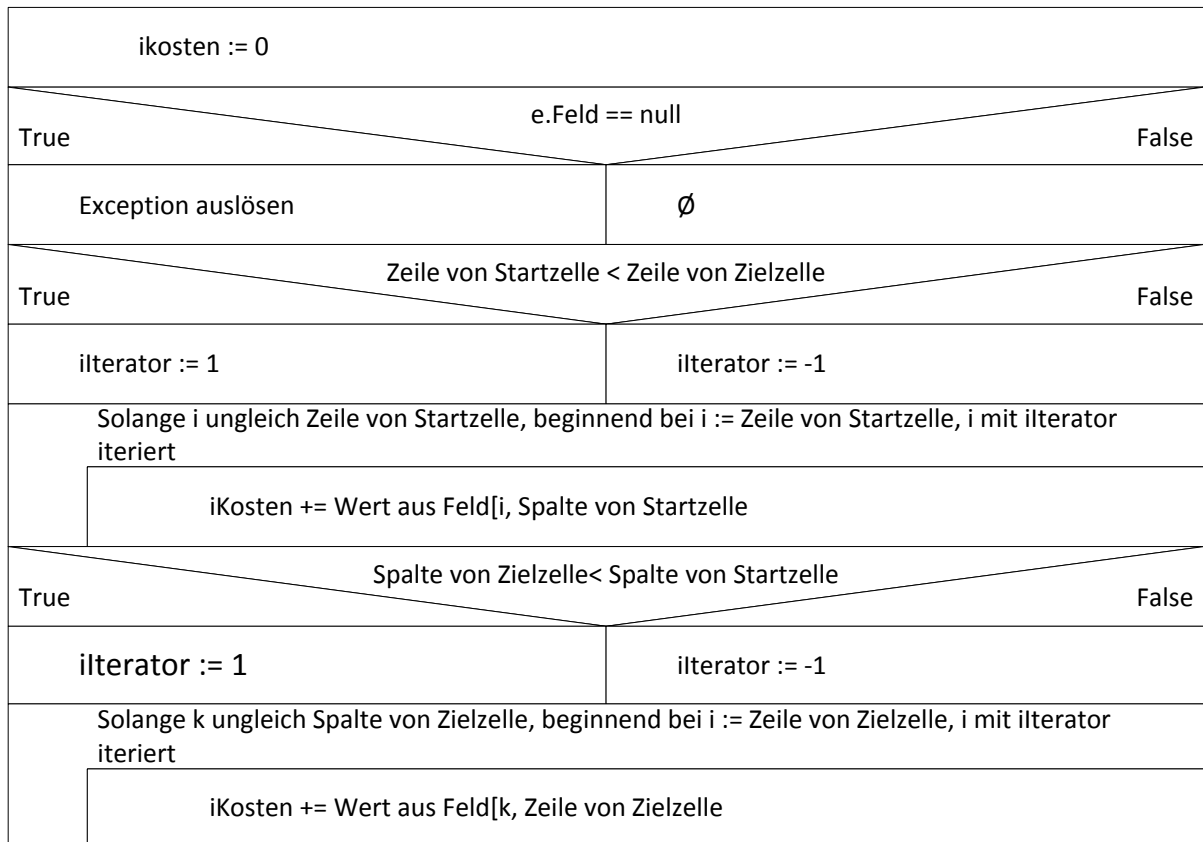 ikosten := 0
e.Feld == null
True
False
Exception auslösen
Ø
Zeile von Startzelle < Zeile von Zielzelle
True
False
iIterator := 1
iIterator := -1
Solange i ungleich Zeile von Startzelle, beginnend bei i := Zeile von Startzelle, i mit iIterator
iteriert
iKosten += Wert aus Feld[i, Spalte von Startzelle
Spalte von Zielzelle< Spalte von Startzelle
True
False
iIterator := 1
iIterator := -1
Solange k ungleich Spalte von Zielzelle, beginnend bei i := Zeile von Zielzelle, i mit iIterator
iteriert
iKosten += Wert aus Feld[k, Zeile von Zielzelle